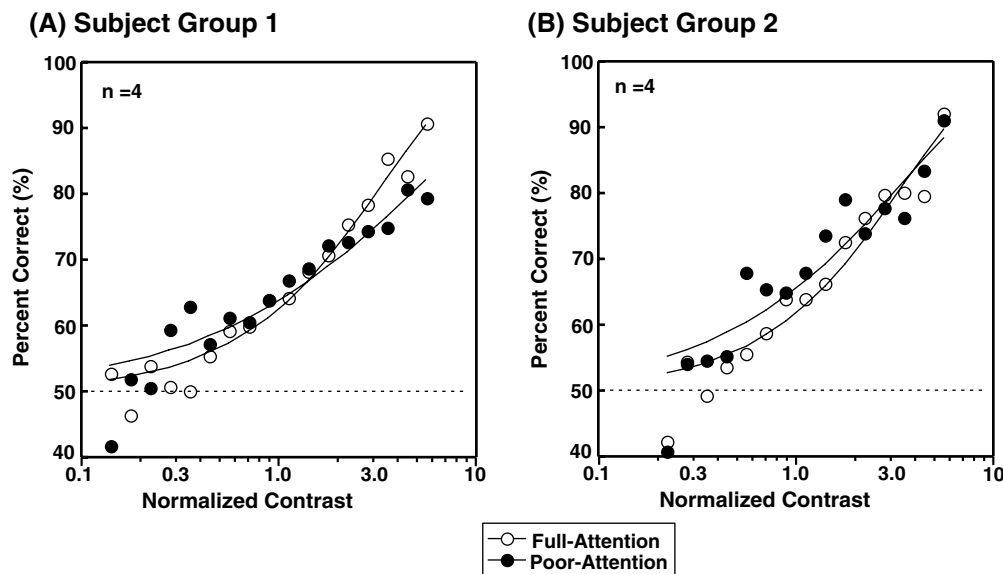 (A) Subject Group 1
(B) Subject Group 2
100
90
80
70
60
50
40
Percent Correct (%)
n =4
0.1
0.3
1.0
3.0
10
Normalized Contrast
100
90
80
70
60
50
40
Percent Correct (%)
n =4
0.1
0.3
1.0
3.0
10
Normalized Contrast
Full-Attention
Poor-Attention